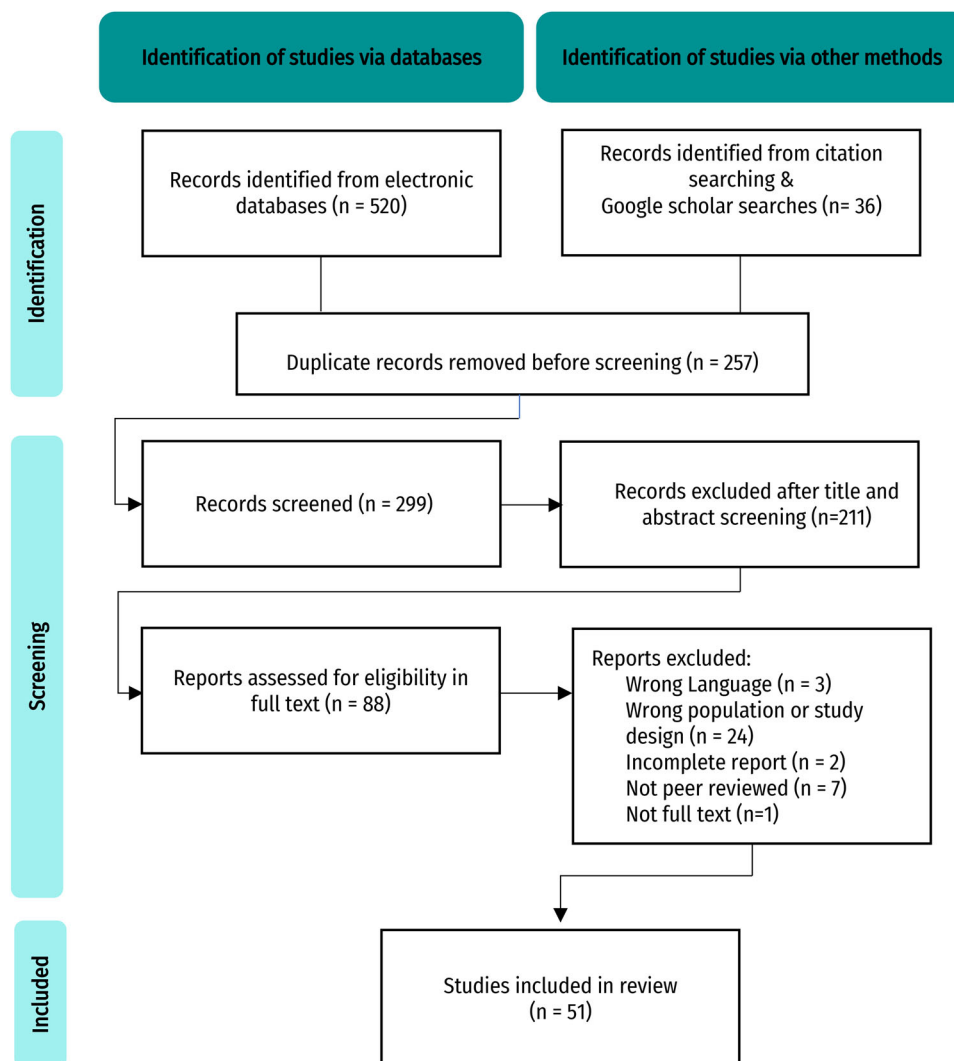 Identification of studies via databases
Identification of studies via other methods
Identification
Records identified from electronic
databases (n = 520)
Records identified from citation
searching &
Google scholar searches (n= 36)
Duplicate records removed before screening (n = 257)
Screening
Records screened (n = 299)
Records excluded after title and
abstract screening (n=211)
Reports assessed for eligibility in
full text (n = 88)
Reports excluded:
Wrong Language (n = 3)
Wrong population or study
design (n = 24)
Incomplete report (n = 2)
Not peer reviewed (n = 7)
Not full text (n=1)
Included
Studies included in review
(n = 51)